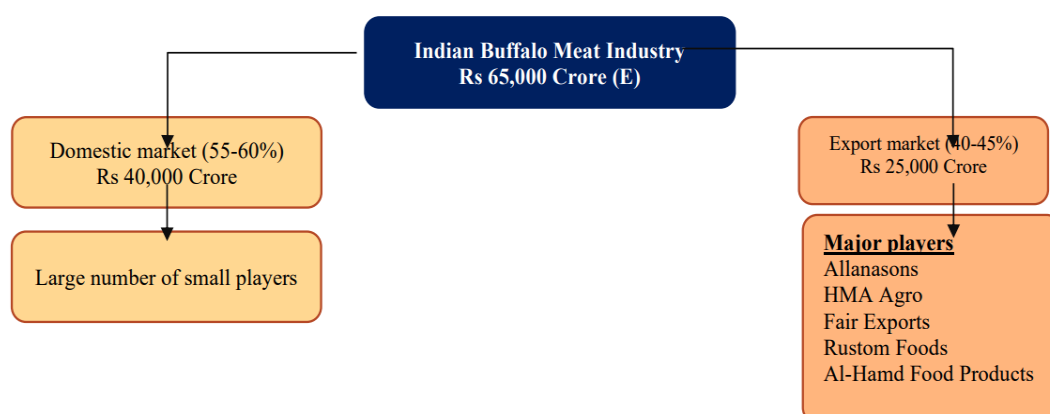 Indian Buffalo Meat Industry
Rs 65,000 Crore (E)
Domestic market (55-60%)
Rs 40,000 Crore
Large number of small players
Export market (40-45%)
Rs 25,000 Crore
Major players
Allanasons
HMA Agro
Fair Exports
Rustom Foods
Al-Hamd Food Products